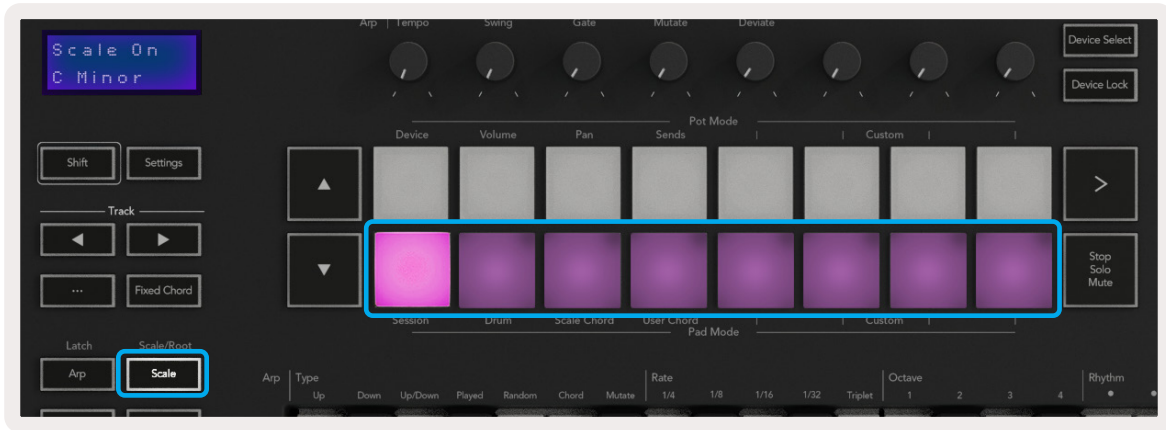 Arp | Tempo Swing Gate Mutate Deviate
Scale On
C Minor
Device Select
Device Lock
Pot Mode
Device Volume Pan Sends Custom
Shift Settings
Track
... Fixed Chord
Stop
Solo
Mute
Session Drum Scale Chord User Chord Custom
Pad Mode
Latch Scale/Root
Arp Scale
Arp Type Rate Octave Rhythm
Up Down Up/Down Played Random Chord Mutate 1/4 1/8 1/16 1/32 Triplet 1 2 3 4